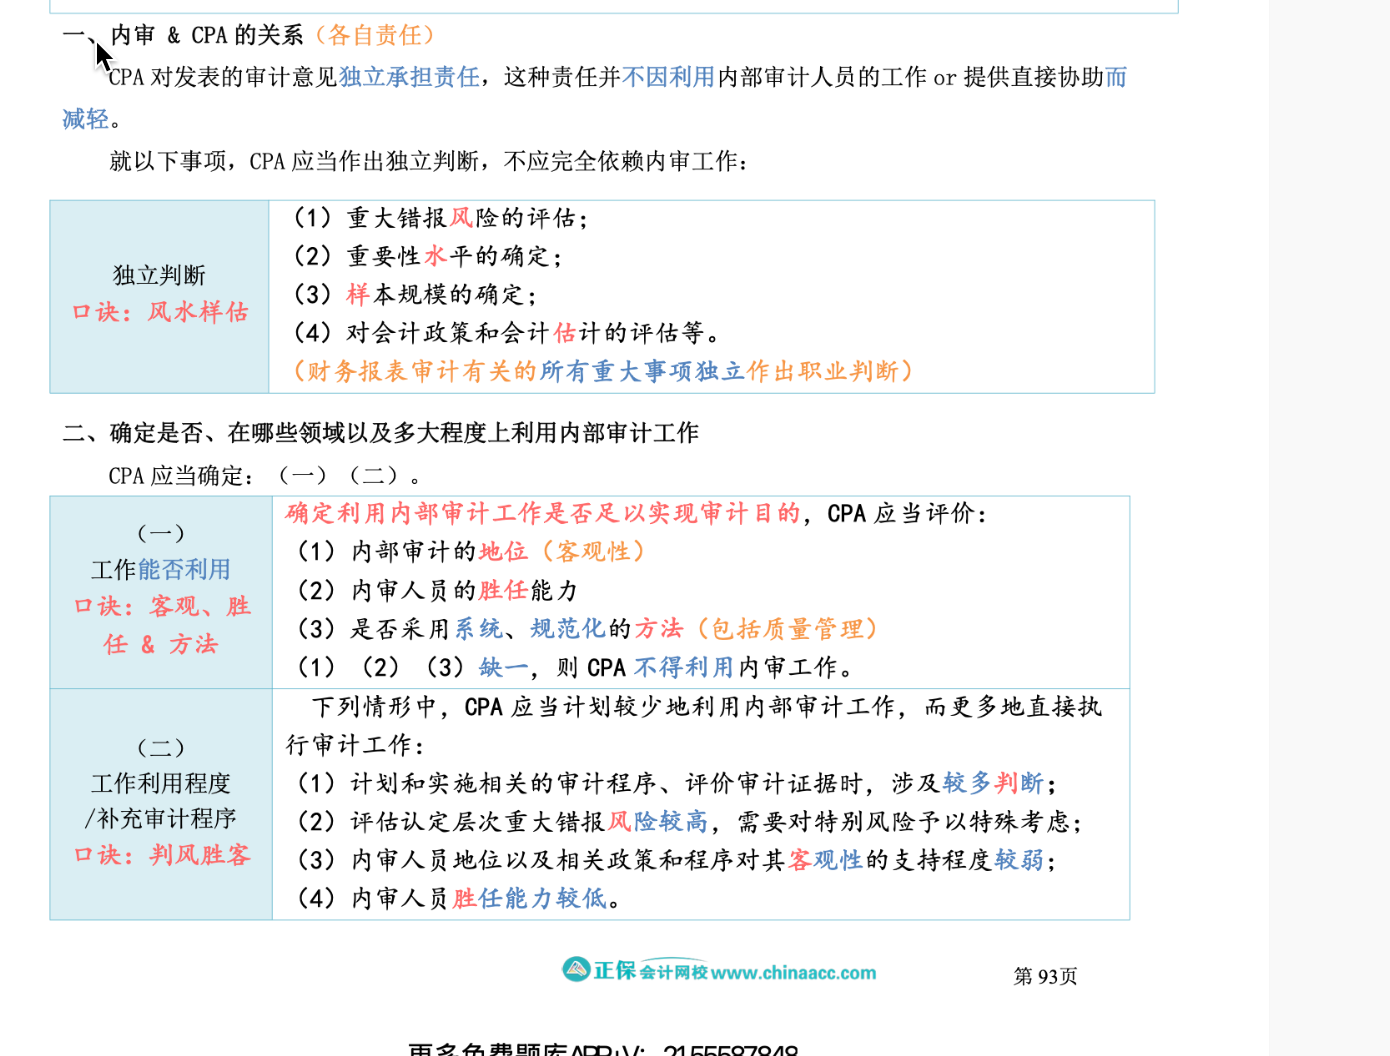 一、内审 & CPA 的关系（各自责任）
CPA 对发表的审计意见独立承担责任，这种责任并不因利用内部审计人员的工作 or 提供直接协助而
减轻。
就以下事项，CPA 应当作出独立判断，不应完全依赖内审工作：
独立判断
口诀：风水样估
（1）重大错报风险的评估；
（2）重要性水平的确定；
（3）样本规模的确定；
（4）对会计政策和会计估计的评估等。
（财务报表审计有关的所有重大事项独立作出职业判断）
二、确定是否、在哪些领域以及多大程度上利用内部审计工作
CPA 应当确定：（一）（二）。
（一）
工作能否利用
口诀：客观、胜
任 & 方法
确定利用内部审计工作是否足以实现审计目的，CPA 应当评价：
（1）内部审计的地位（客观性）
（2）内审人员的胜任能力
（3）是否采用系统、规范化的方法（包括质量管理）
（1）（2）（3）缺一，则 CPA 不得利用内审工作。
（二）
工作利用程度
/补充审计程序
口诀：判风胜客
下列情形中，CPA 应当计划较少地利用内部审计工作，而更多地直接执
行审计工作：
（1）计划和实施相关的审计程序、评价审计证据时，涉及较多判断；
（2）评估认定层次重大错报风险较高，需要对特别风险予以特殊考虑；
（3）内审人员地位以及相关政策和程序对其客观性的支持程度较弱；
（4）内审人员胜任能力较低。
正保会计网校 www.chinaacc.com
第 93页
更多免费题库APP+V：2155587848